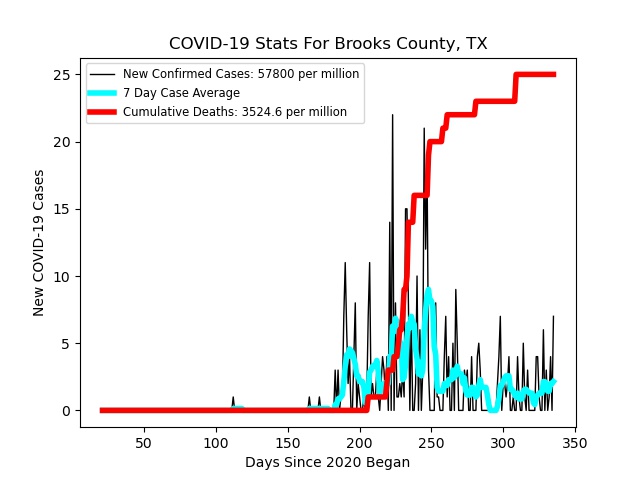 COVID-19 Stats For Brooks County, TX
New Confirmed Cases: 57800 per million
7 Day Case Average
Cumulative Deaths: 3524.6 per million
New COVID-19 Cases
25
20
15
10
5
0
50
100
150
200
250
300
350
Days Since 2020 Began